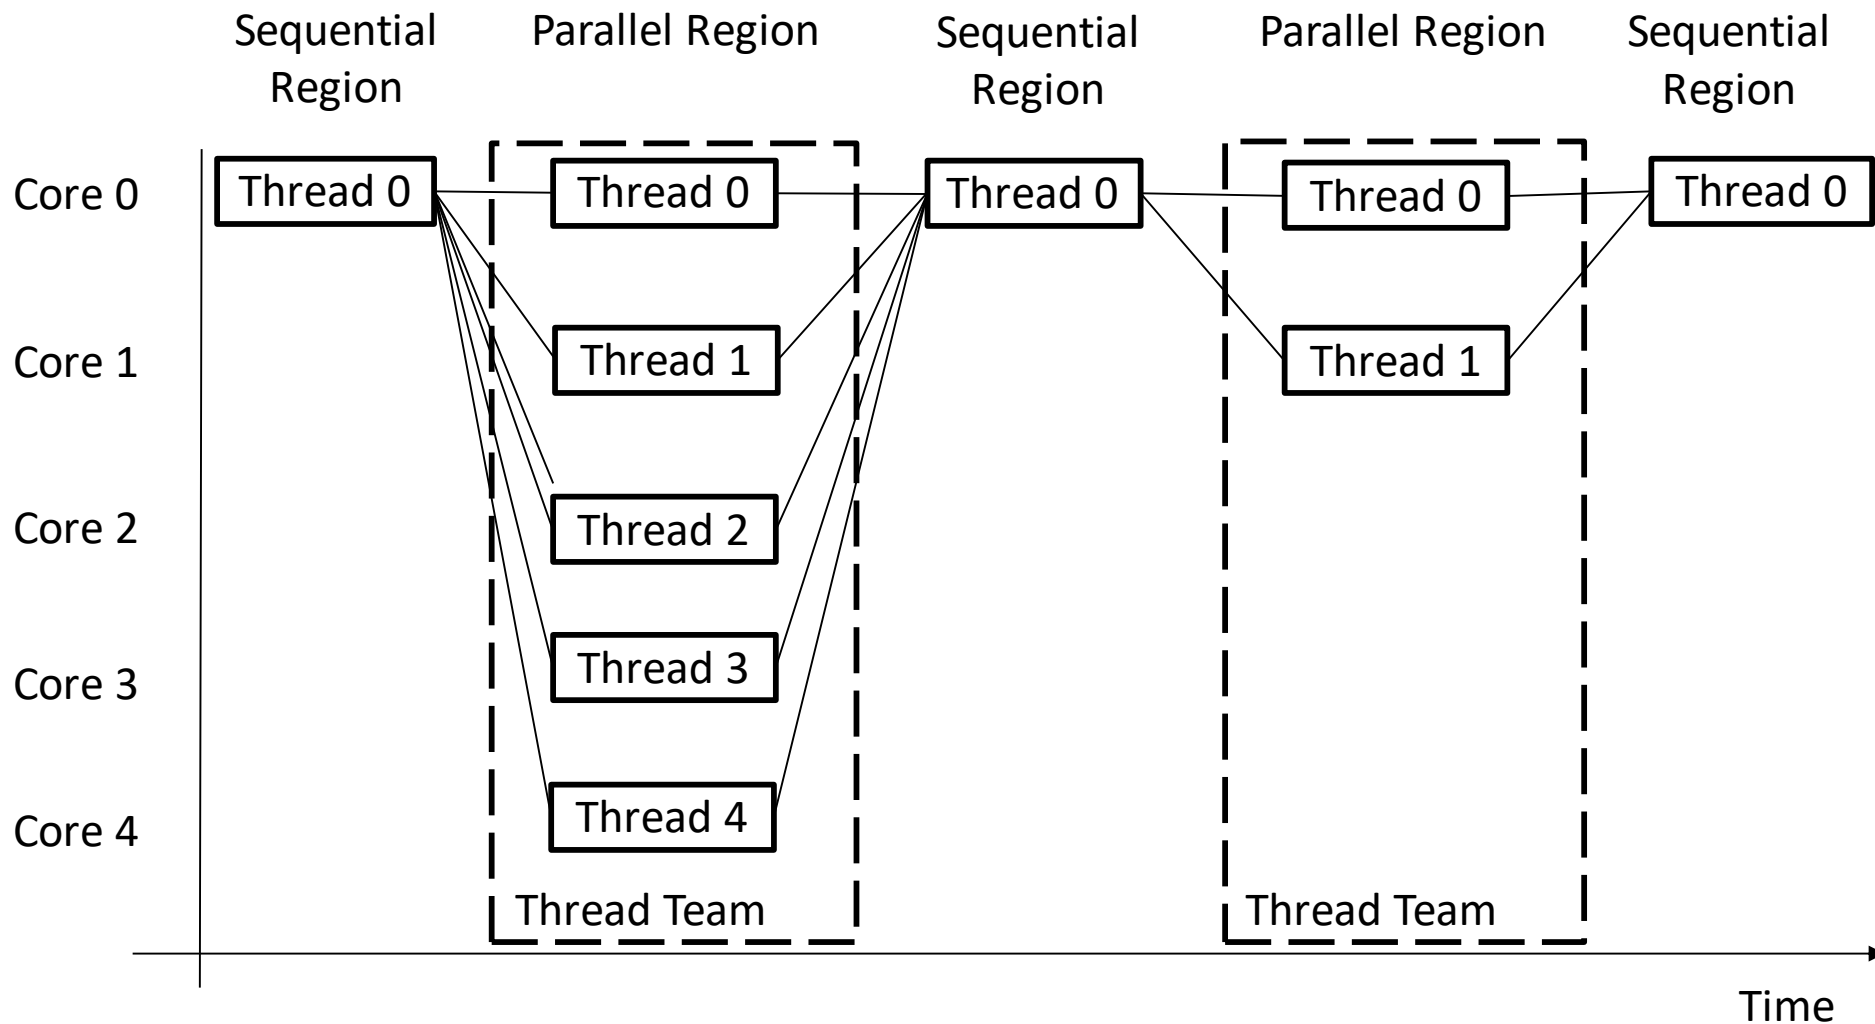 Sequential
Region
Parallel Region
Sequential
Region
Parallel Region
Sequential
Region
Core 0
Thread 0
Thread 0
Thread 0
Thread 0
Thread 0
Core 1
Thread 1
Thread 1
Core 2
Thread 2
Core 3
Thread 3
Core 4
Thread 4
Thread Team
Thread Team
Time